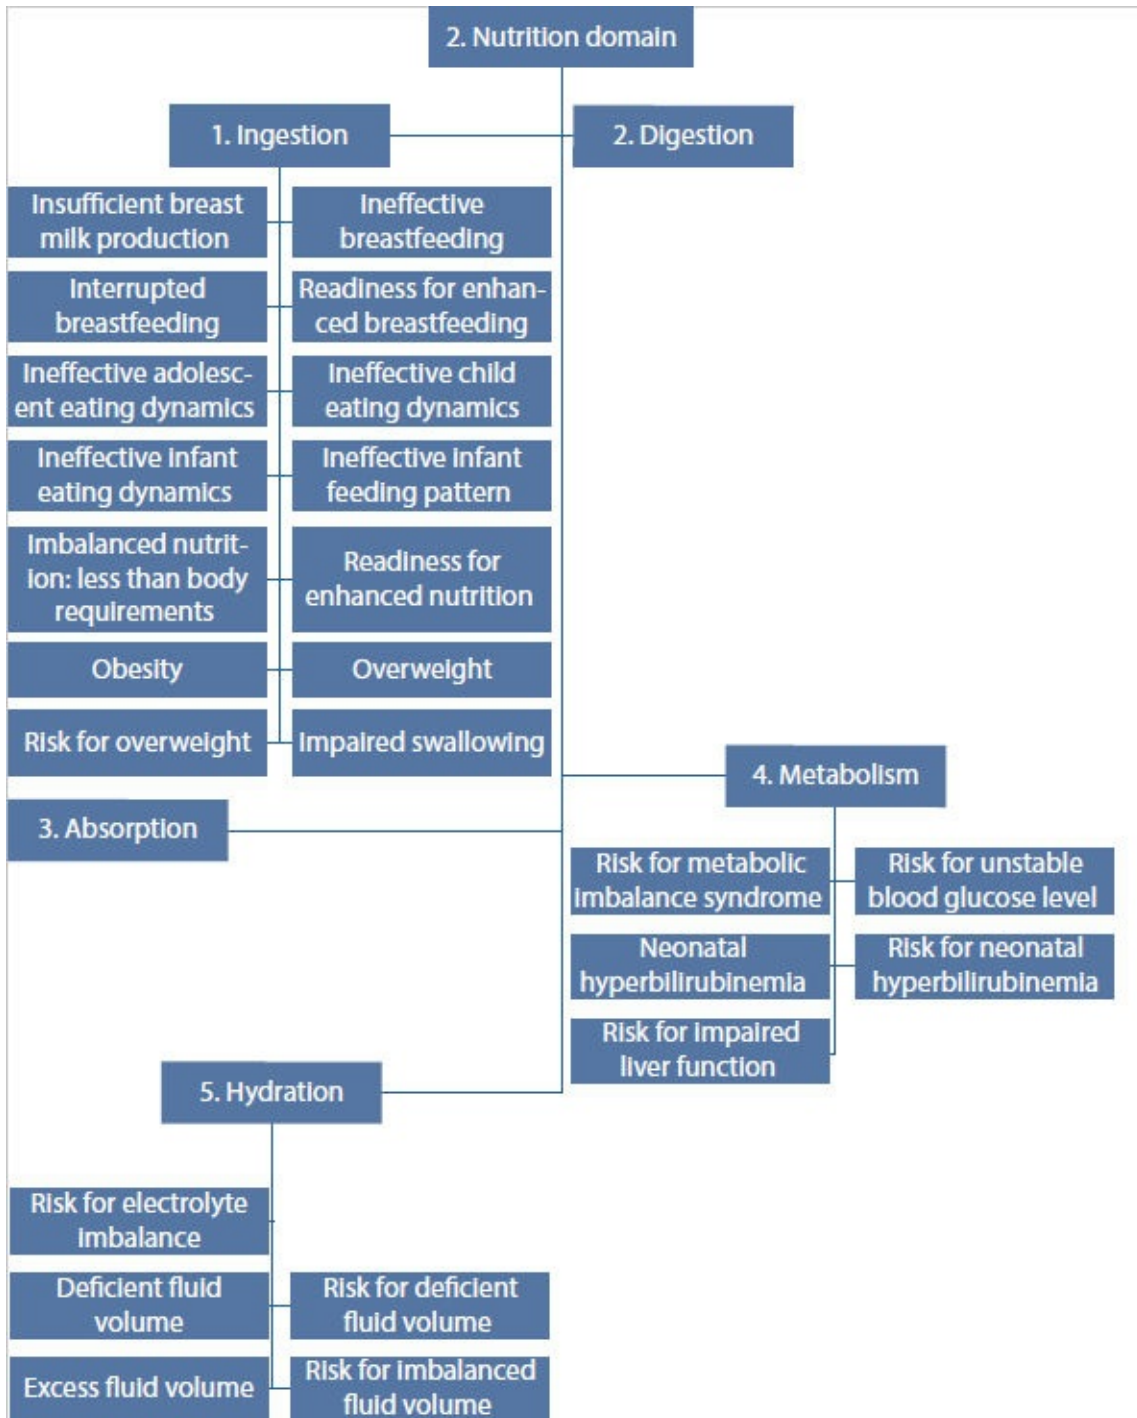 2. Nutrition domain
1. Ingestion
2. Digestion
Insufficient breast
milk production
Ineffective
breastfeeding
Interrupted
breastfeeding
Readiness for enhan-
ced breastfeeding
Ineffective adolesc-
ent eating dynamics
Ineffective child
eating dynamics
Ineffective infant
eating dynamics
Ineffective infant
feeding pattern
Imbalanced nutrit-
ion: less than body
requirements
Readiness for
enhanced nutrition
Obesity
Overweight
Risk for overweight
Impaired swallowing
3. Absorption
4. Metabolism
Risk for metabolic
imbalance syndrome
Risk for unstable
blood glucose level
Neonatal
hyperbilirubinemia
Risk for neonatal
hyperbilirubinemia
Risk for impaired
liver function
5. Hydration
Risk for electrolyte
imbalance
Deficient fluid
volume
Risk for deficient
fluid volume
Excess fluid volume
Risk for imbalanced
fluid volume